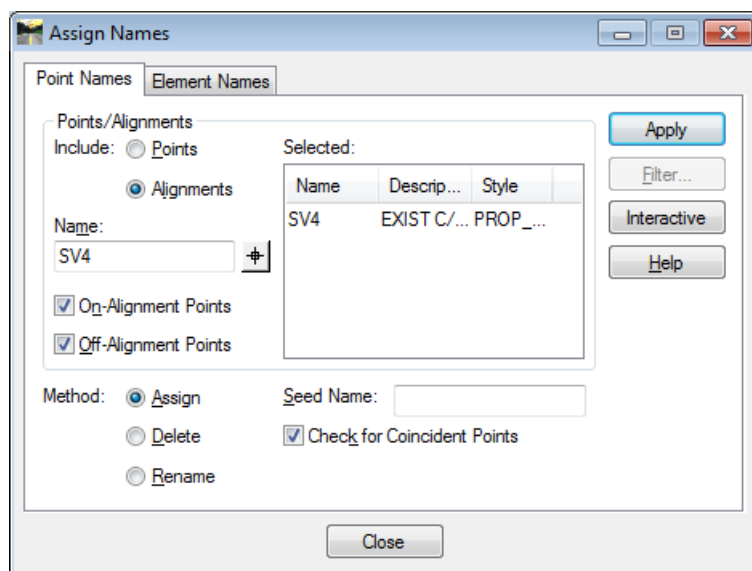 Assign Names
Point Names Element Names
Points/Alignments
Include: Points
Alignments
Name:
SV4
On-Alignment Points
Off-Alignment Points
Selected:
Name Descrip... Style
SV4 EXIST C/... PROP_...
Apply
Filter...
Interactive
Help
Method: Assign
Delete
Rename
Seed Name:
Check for Coincident Points
Close